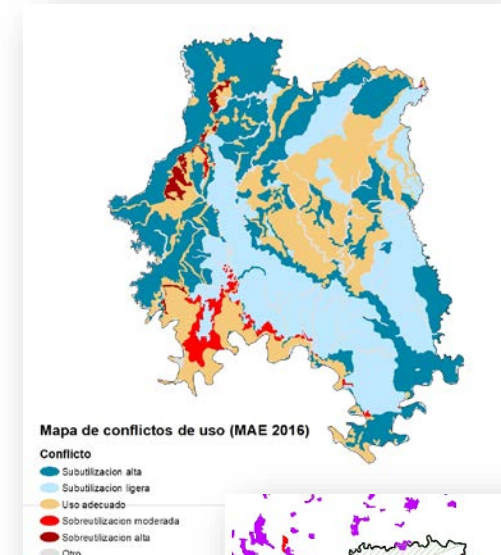 Mapa de conflictos de uso (MAE 2016)
Conflicto
Subutilizacion alta
Subutilizacion ligera
Uso adecuado
Sobreutilizacion moderada
Sobreutilizacion alta
Otro